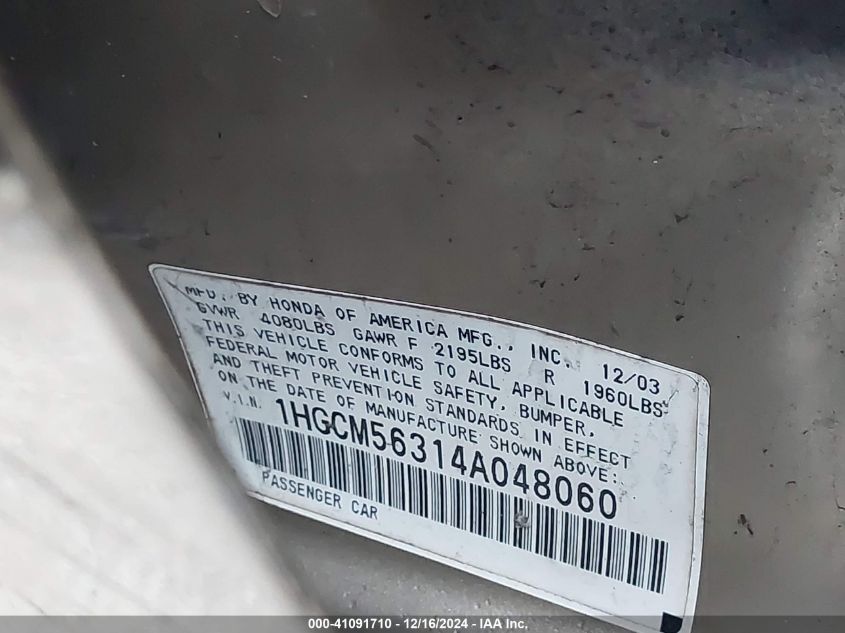 MFD. BY HONDA OF AMERICA MFG., INC. 12/03
GVWR 4080LBS GAWR F 2195LBS R 1960LBS
THIS VEHICLE CONFORMS TO ALL APPLICABLE
FEDERAL MOTOR VEHICLE SAFETY, BUMPER,
AND THEFT PREVENTION STANDARDS IN EFFECT
ON THE DATE OF MANUFACTURE SHOWN ABOVE:
V.I.N. 1HGCM56314A048060
PASSENGER CAR
000-41091710 - 12/16/2024 - IAA Inc.